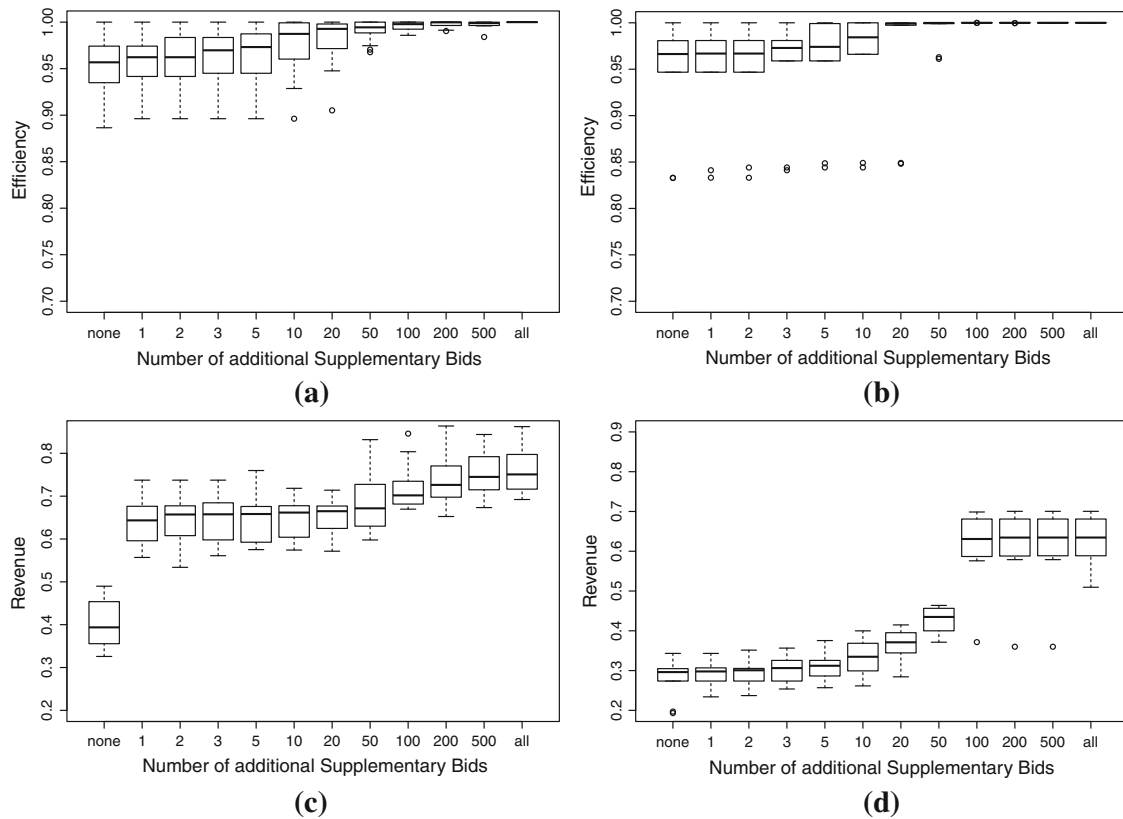 1.00
0.95
0.90
0.85
0.80
0.75
0.70
Efficiency
none 1 2 3 5 10 20 50 100 200 500 all
Number of additional Supplementary Bids
(a)
1.00
0.95
0.90
0.85
0.80
0.75
0.70
Efficiency
none 1 2 3 5 10 20 50 100 200 500 all
Number of additional Supplementary Bids
(b)
0.8
0.7
0.6
0.5
0.4
0.3
0.2
Revenue
none 1 2 3 5 10 20 50 100 200 500 all
Number of additional Supplementary Bids
(c)
0.9
0.8
0.7
0.6
0.5
0.4
0.3
0.2
Revenue
none 1 2 3 5 10 20 50 100 200 500 all
Number of additional Supplementary Bids
(d)